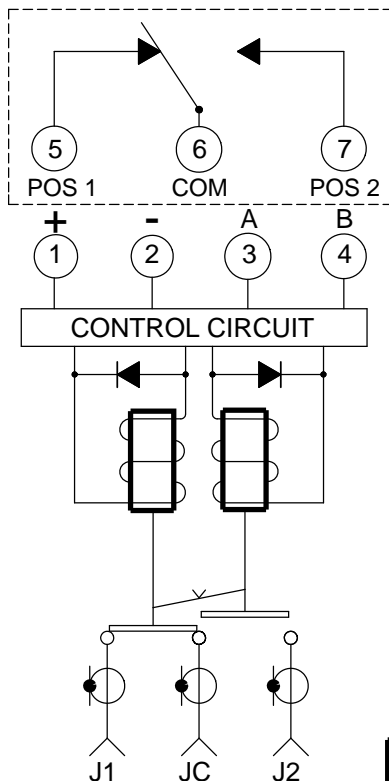 5 6 7
POS 1 COM POS 2
+ - A B
1 2 3 4
CONTROL CIRCUIT
J1 JC J2